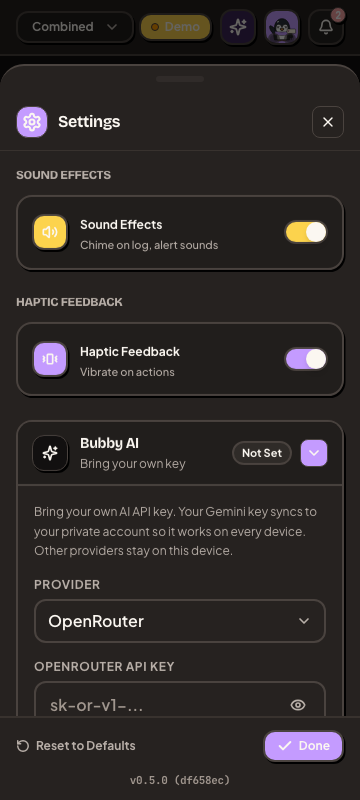 Combined
Demo
2
Settings
SOUND EFFECTS
Sound Effects
Chime on log, alert sounds
HAPTIC FEEDBACK
Haptic Feedback
Vibrate on actions
Bubby AI
Bring your own key
Not Set
Bring your own AI API key. Your Gemini key syncs to
your private account so it works on every device.
Other providers stay on this device.
PROVIDER
OpenRouter
OPENROUTER API KEY
sk-or-v1-...
Reset to Defaults
Done
v0.5.0 (df658ec)